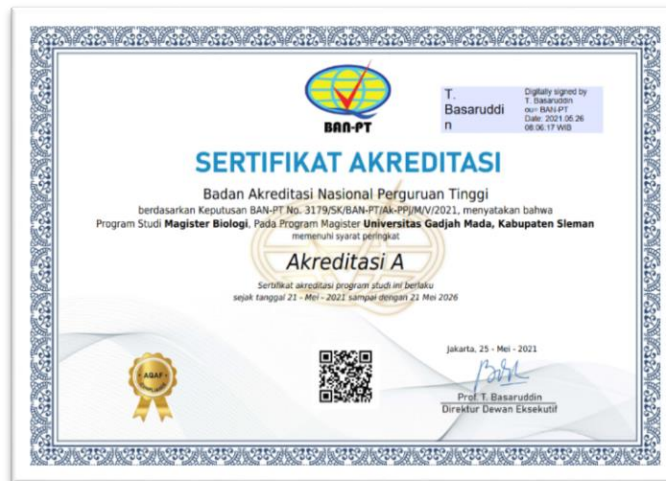 BAN-PT
T.
Basaruddi
n
Digitally signed by
T. Basaruddin
ou= BAN-PT
Date: 2021.05.26
08:06:17 WIB
SERTIFIKAT AKREDITASI
Badan Akreditasi Nasional Perguruan Tinggi
berdasarkan Keputusan BAN-PT No. 3179/SK/BAN-PT/Ak-PPJ/M/V/2021, menyatakan bahwa
Program Studi Magister Biologi, Pada Program Magister Universitas Gadjah Mada, Kabupaten Sleman
memenuhi syarat peringkat
Akreditasi A
Sertifikat akreditasi program studi ini berlaku
sejak tanggal 21 - Mei - 2021 sampai dengan 21 Mei 2026
Jakarta, 25 - Mei - 2021
AQAF
Prof. T. Basaruddin
Direktur Dewan Eksekutif